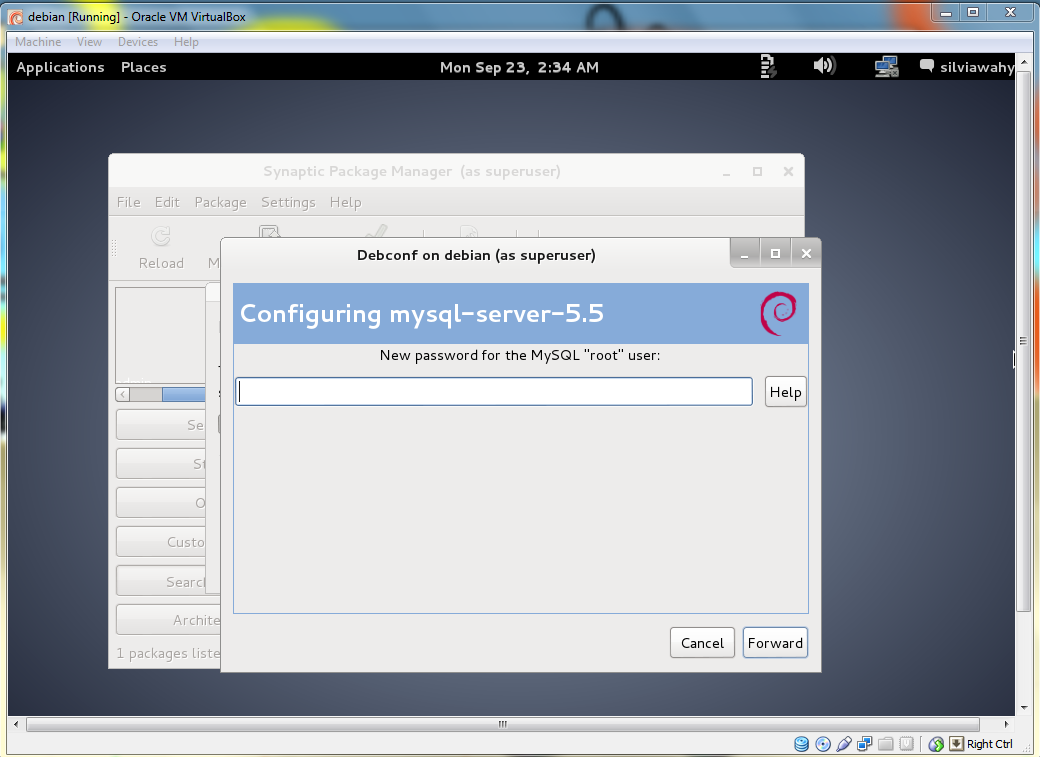 debian [Running] - Oracle VM VirtualBox
Machine View Devices Help
Applications Places Mon Sep 23, 2:34 AM silviawahy
Synaptic Package Manager (as superuser)
File Edit Package Settings Help
Reload M
Debconf on debian (as superuser)
Configuring mysql-server-5.5
New password for the MySQL "root" user:
Help
Se
St
O
Custo
Search
Archite
1 packages liste
Cancel Forward
Right Ctrl